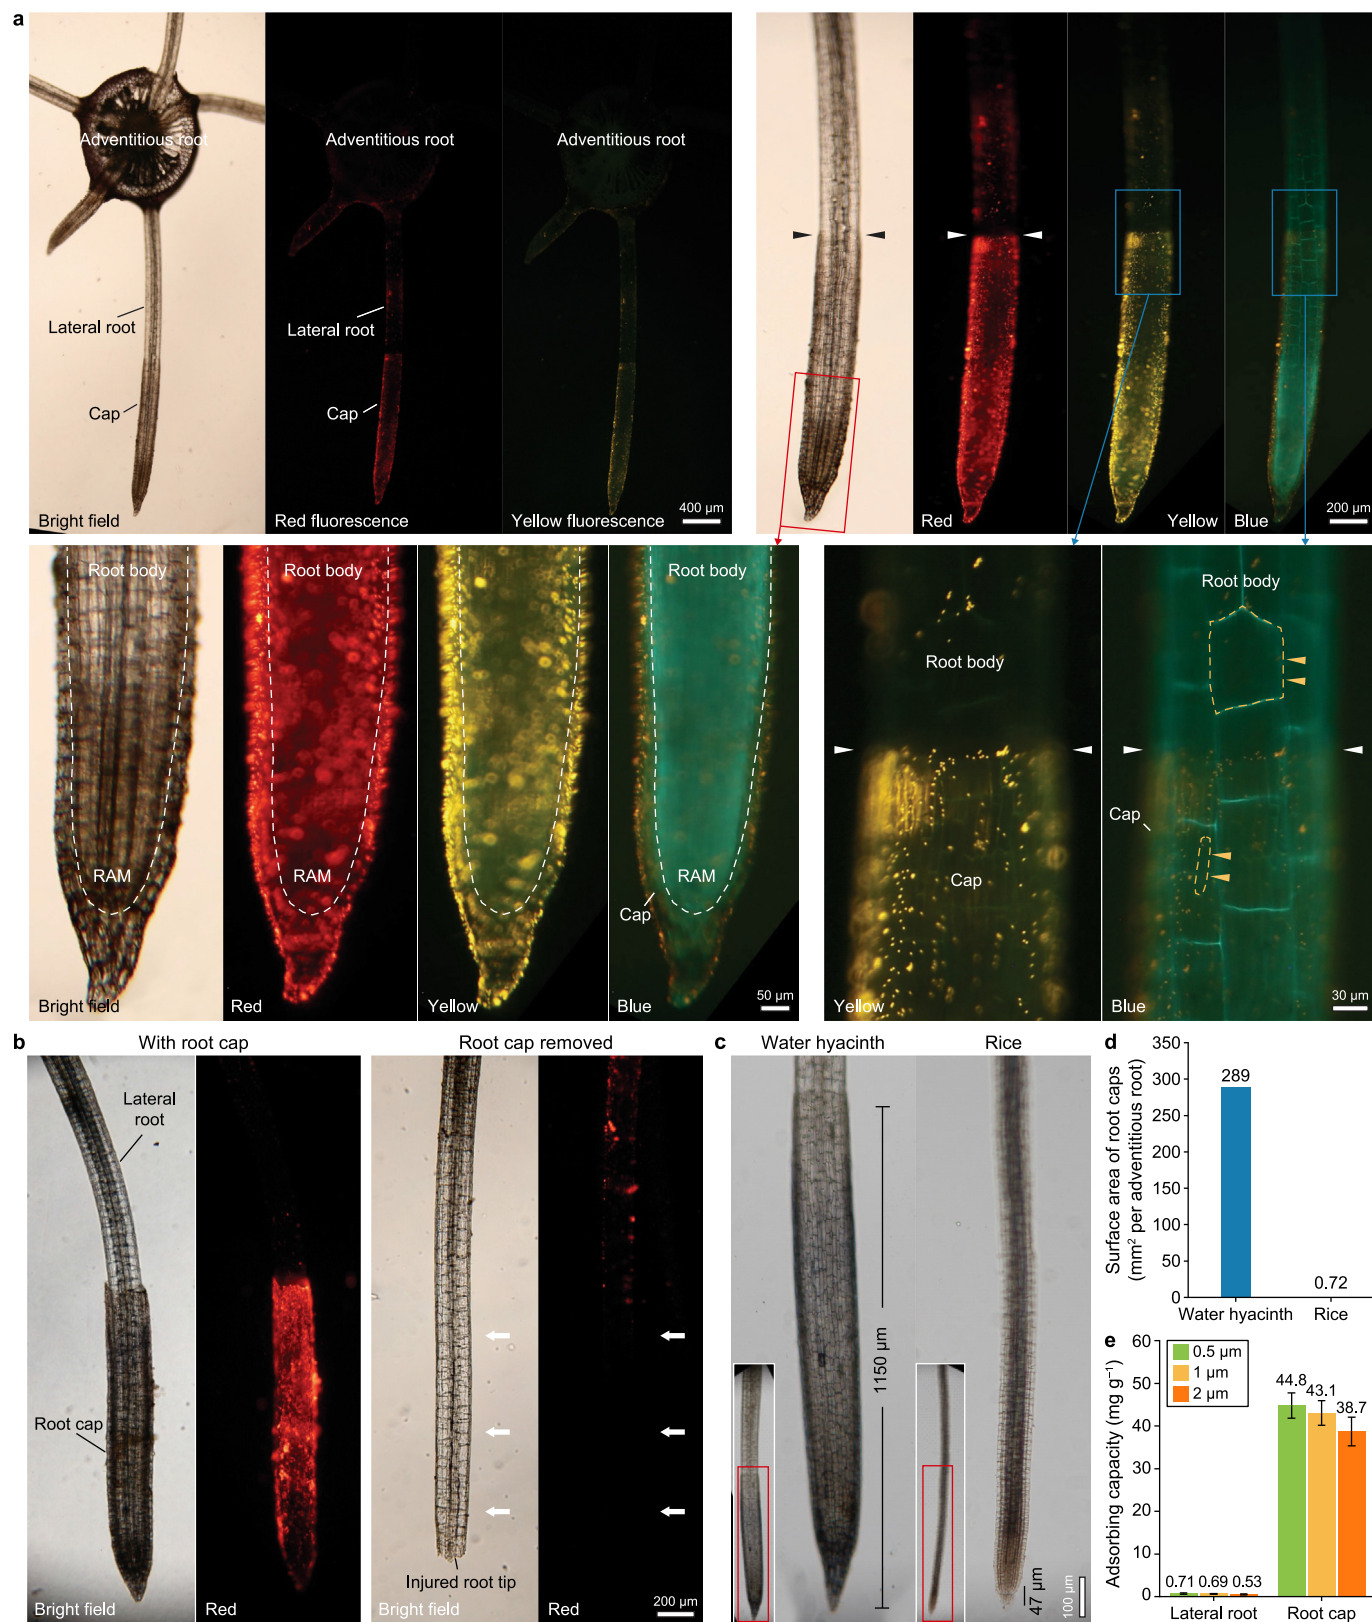 a
Adventitious root
Adventitious root
Adventitious root
Lateral root
Lateral root
Cap
Cap
Bright field
Red fluorescence
Yellow fluorescence
400 µm
Red
Yellow
Blue
200 µm
Root body
Root body
Root body
RAM
RAM
RAM
Cap
Bright field
Red
Yellow
Blue
50 µm
Root body
Root body
Cap
Cap
Yellow
Blue
30 µm
b
With root cap
Root cap removed
Lateral
root
Root cap
Injured root tip
Bright field
Red
Bright field
Red
200 µm
c
Water hyacinth
Rice
1150 µm
47 µm
100 µm
d
Surface area of root caps
(mm² per adventitious root)
350
300
250
200
150
100
50
0
289
0.72
Water hyacinth
Rice
e
Adsorbing capacity (mg g⁻¹)
60
50
40
30
20
10
0
0.5 µm
1 µm
2 µm
44.8
43.1
38.7
0.71
0.69
0.53
Lateral root
Root cap